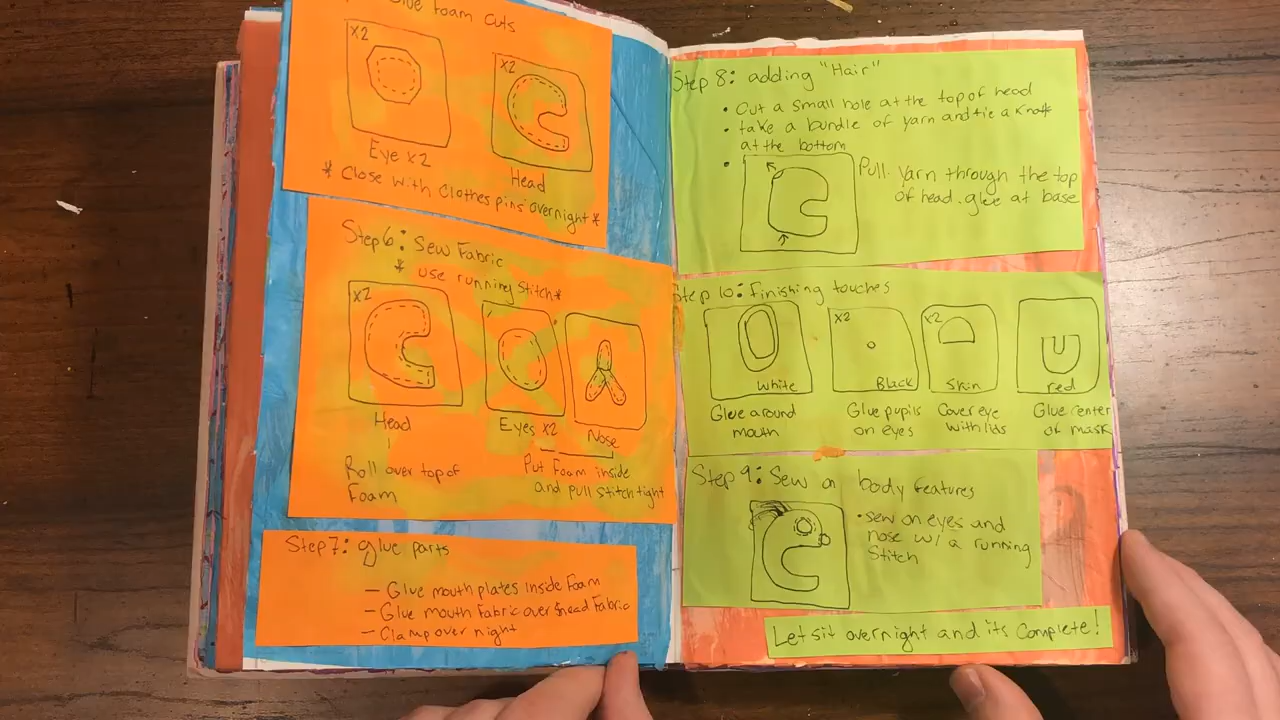 Glue foam cuts
x2
x2
Eye x2
Head
* Close with Clothespins overnight *
Step 6: Sew Fabric
* use running stitch *
x2
Head
Eyes x2
Nose
Roll over top of
Foam
Put Foam inside
and pull stitch tight
Step 7: glue parts
— Glue mouth plates inside Foam
— Glue mouth Fabric over head Fabric
— Clamp over night
Step 8: adding "Hair"
• Cut a small hole at the top of head
• take a bundle of yarn and tie a knot
at the bottom
• Pull yarn through the top
of head. glue at base
Step 10: Finishing touches
White
x2
Black
x2
Skin
red
Glue around
mouth
Glue pupils
on eyes
Cover eye
with lids
Glue center
of mask
Step 9: Sew on body features
• sew on eyes and
nose w/ a running
Stitch
Let sit overnight and its Complete!